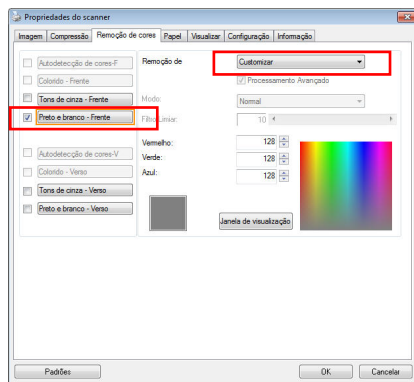 Propriedades do scanner
Imagem Compressão Remoção de cores Papel Visualizar Configuração Informação
Autodetecção de cores-F
Colorido - Frente
Tons de cinza - Frente
Preto e branco - Frente
Autodetecção de cores-V
Colorido - Verso
Tons de cinza - Verso
Preto e branco - Verso
Remoção de Customizar
Processamento Avançado
Modo: Normal
Filtro Limiar: 10
Vermelho: 128
Verde: 128
Azul: 128
Janela de visualização
Padrões OK Cancelar